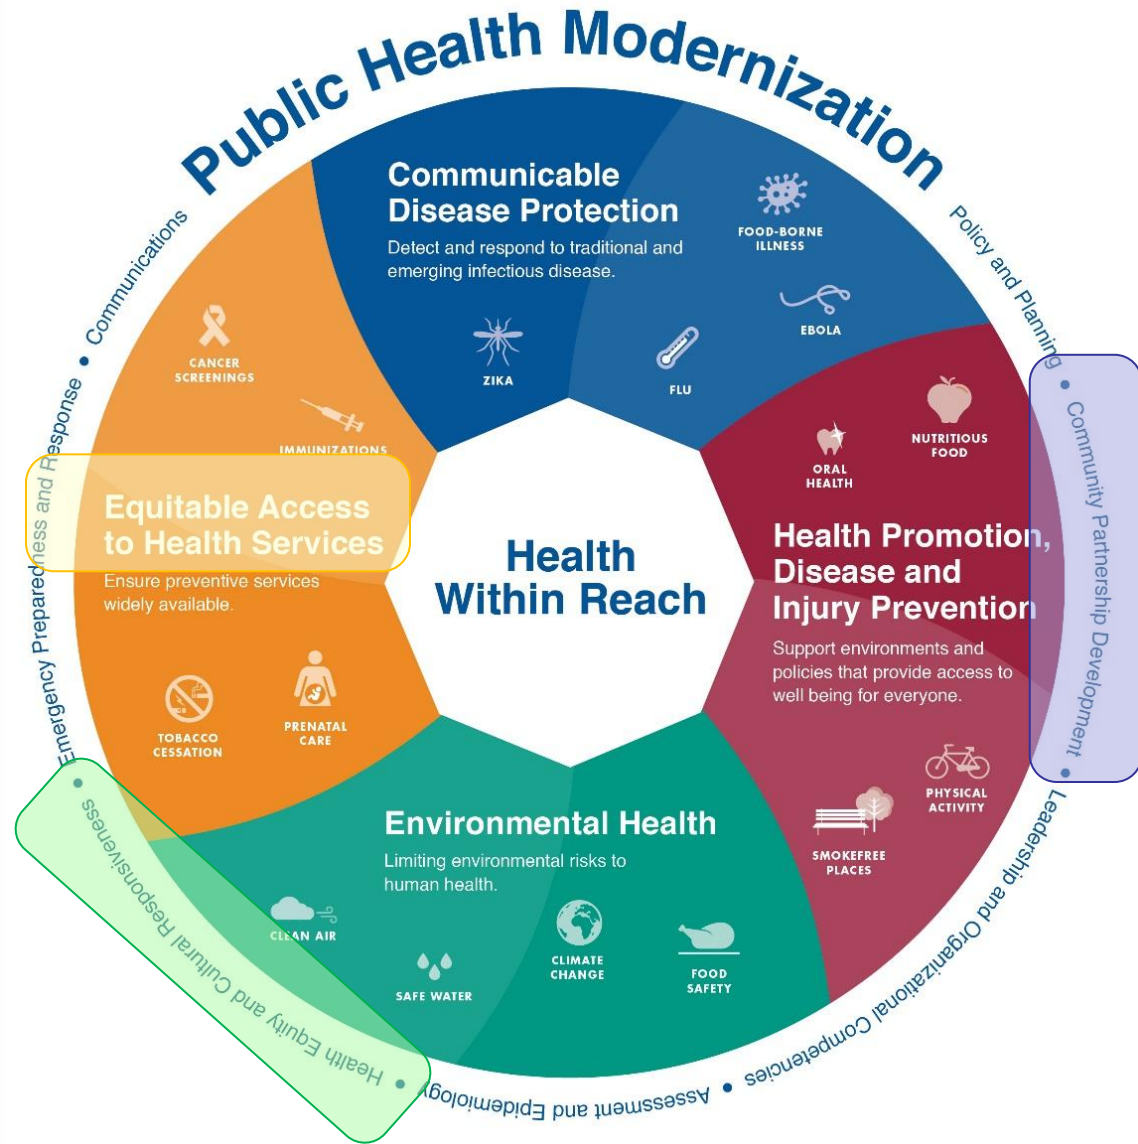 Public Health Modernization
Communicable
Disease Protection
Detect and respond to traditional and
emerging infectious disease.
ZIKA
FLU
FOOD-BORNE
ILLNESS
EBOLA
Policy and Planning • Community Partnership Development • Leadership and Organizational Competencies • Assessment and Epidemiology • Health Equity and Cultural Responsiveness • Emergency Preparedness and Response • Communications
ORAL
HEALTH
NUTRITIOUS
FOOD
Health Promotion,
Disease and
Injury Prevention
Support environments and
policies that provide access to
well being for everyone.
PHYSICAL
ACTIVITY
SMOKEFREE
PLACES
Environmental Health
Limiting environmental risks to
human health.
CLEAN AIR
SAFE WATER
CLIMATE
CHANGE
FOOD
SAFETY
CANCER
SCREENINGS
IMMUNIZATIONS
Equitable Access
to Health Services
Ensure preventive services
widely available.
TOBACCO
CESSATION
PRENATAL
CARE
Health
Within Reach